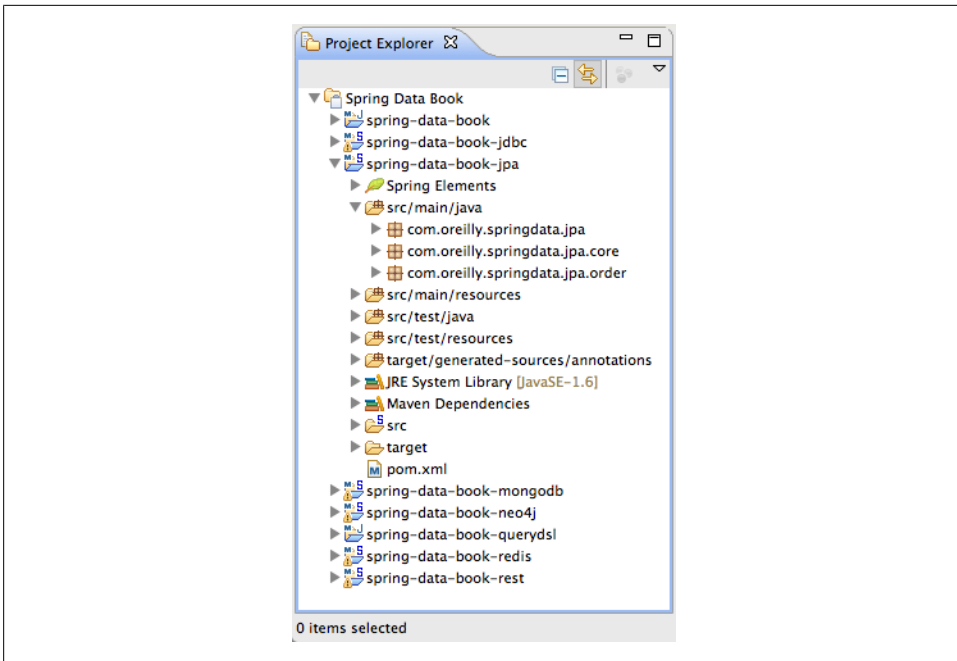 Project Explorer
Spring Data Book
spring-data-book
spring-data-book-jdbc
spring-data-book-jpa
Spring Elements
src/main/java
com.oreilly.springdata.jpa
com.oreilly.springdata.jpa.core
com.oreilly.springdata.jpa.order
src/main/resources
src/test/java
src/test/resources
target/generated-sources/annotations
JRE System Library [JavaSE-1.6]
Maven Dependencies
src
target
pom.xml
spring-data-book-mongodb
spring-data-book-neo4j
spring-data-book-querydsl
spring-data-book-redis
spring-data-book-rest
0 items selected